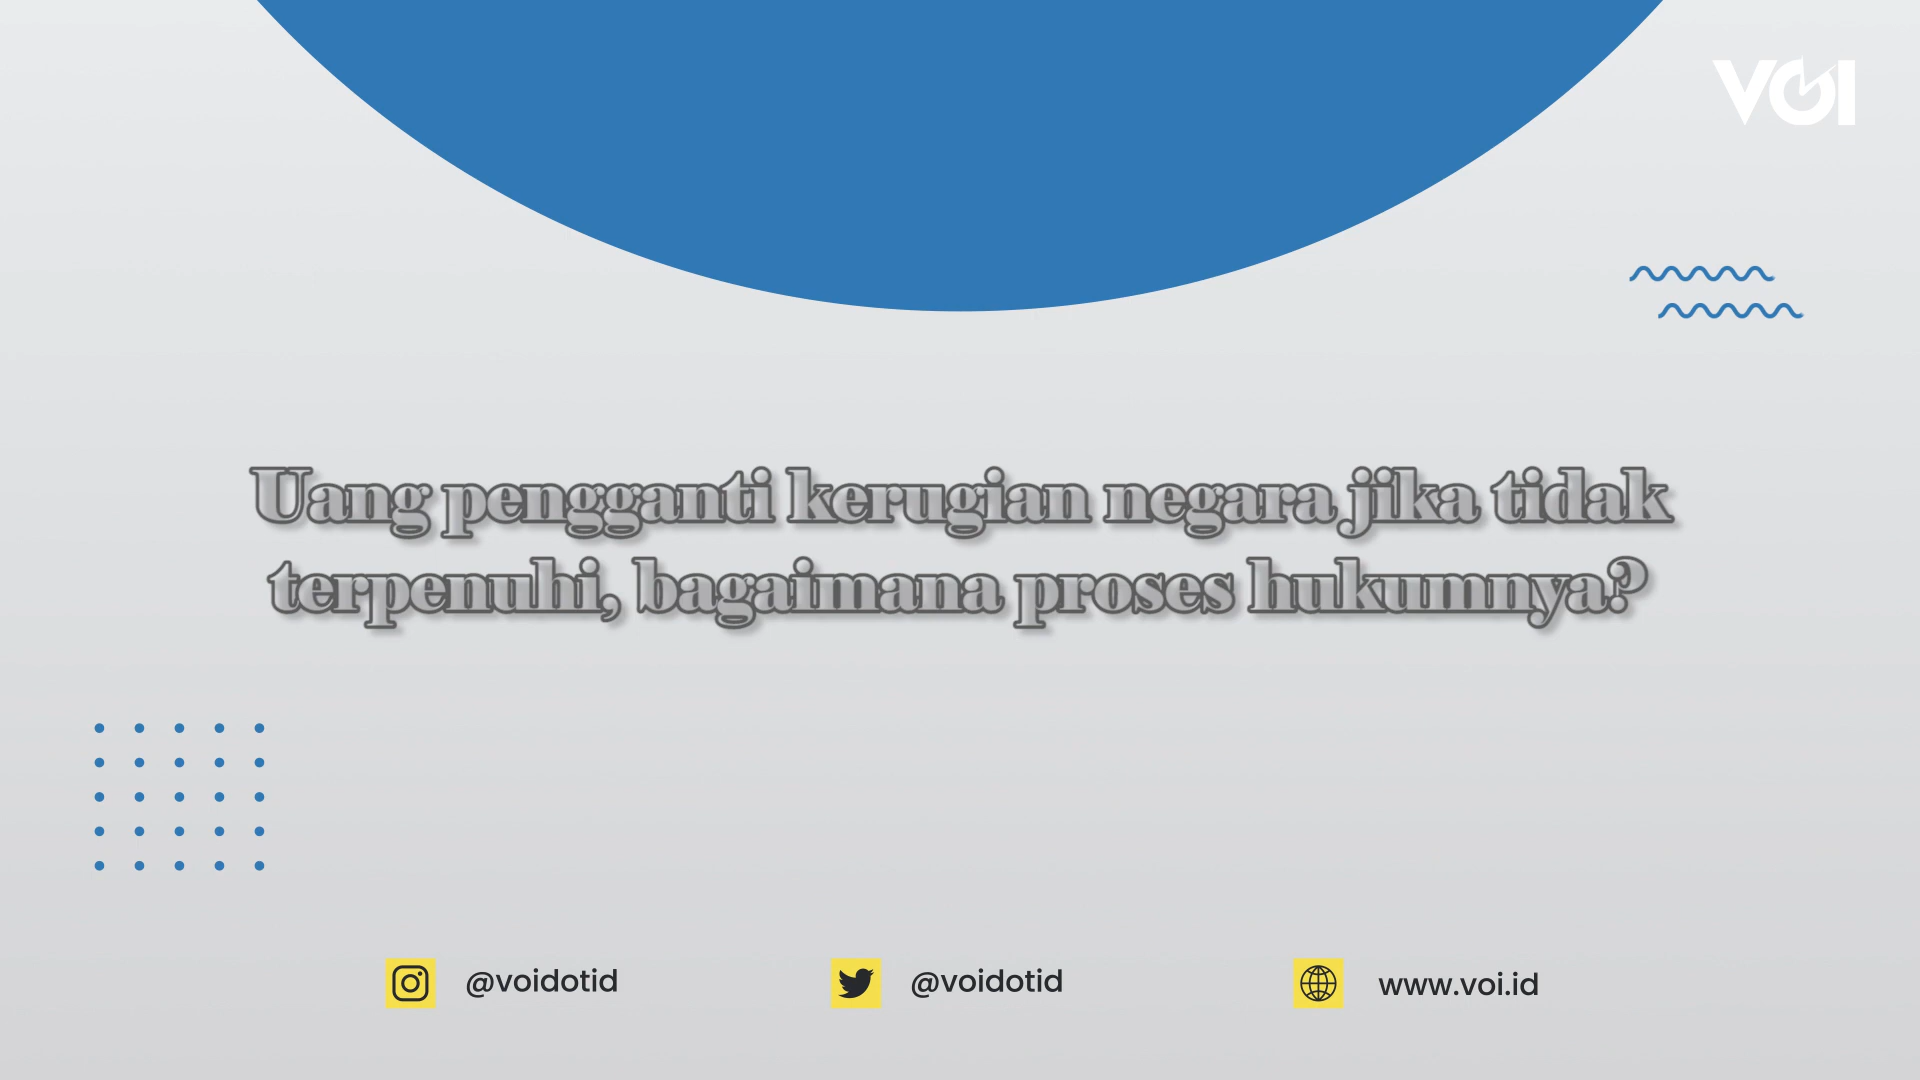 VOI
Uang pengganti kerugian negara jika tidak
terpenuhi, bagaimana proses hukumnya?
@voidotid
@voidotid
www.voi.id